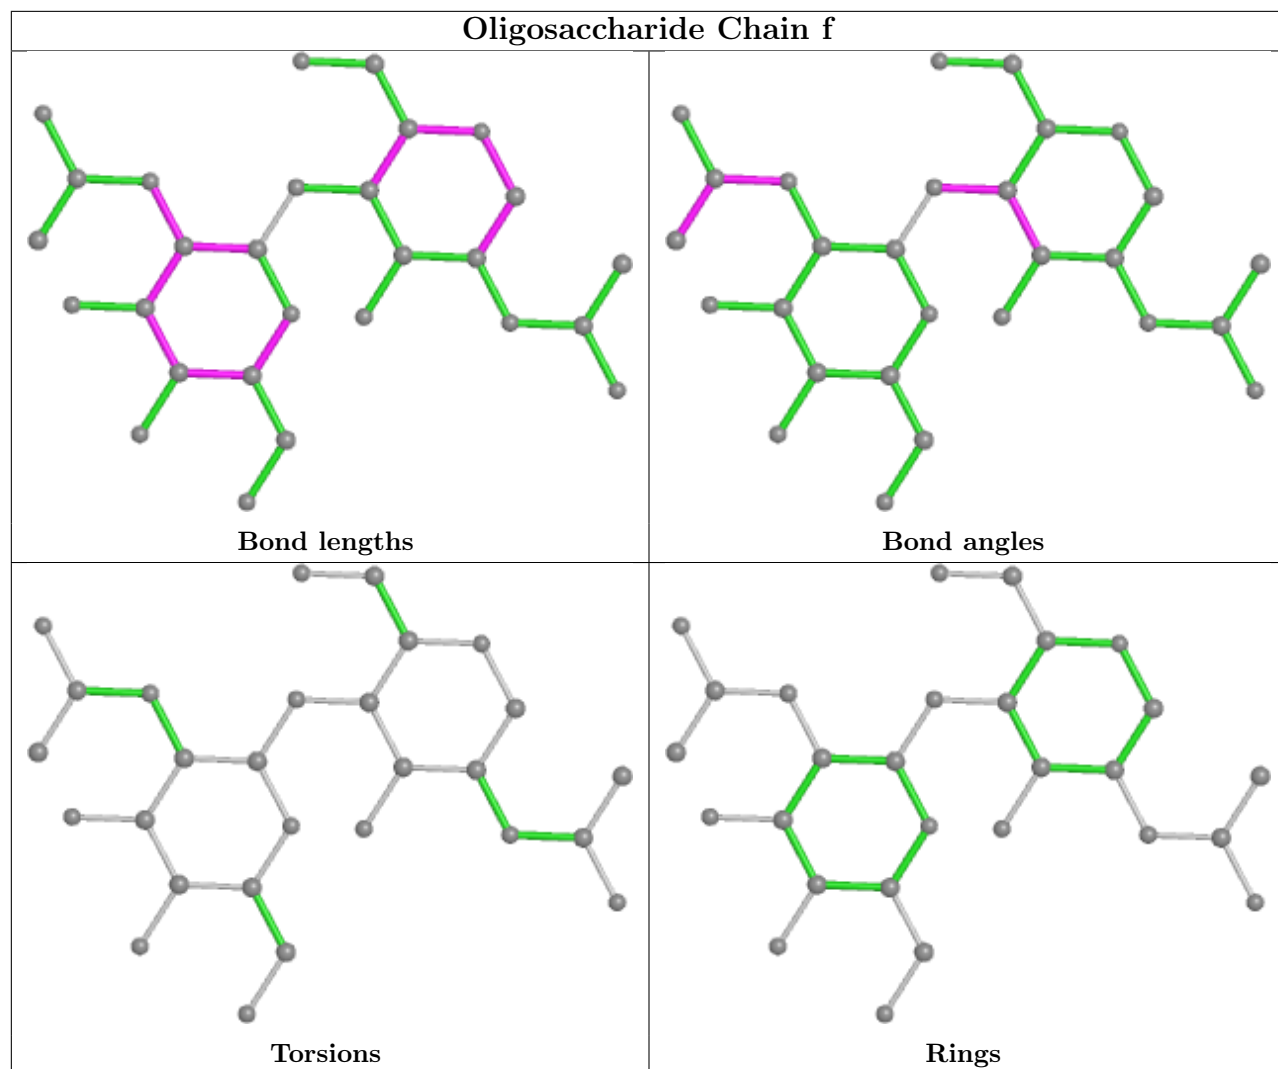 Oligosaccharide Chain f
Bond lengths
Bond angles
Torsions
Rings